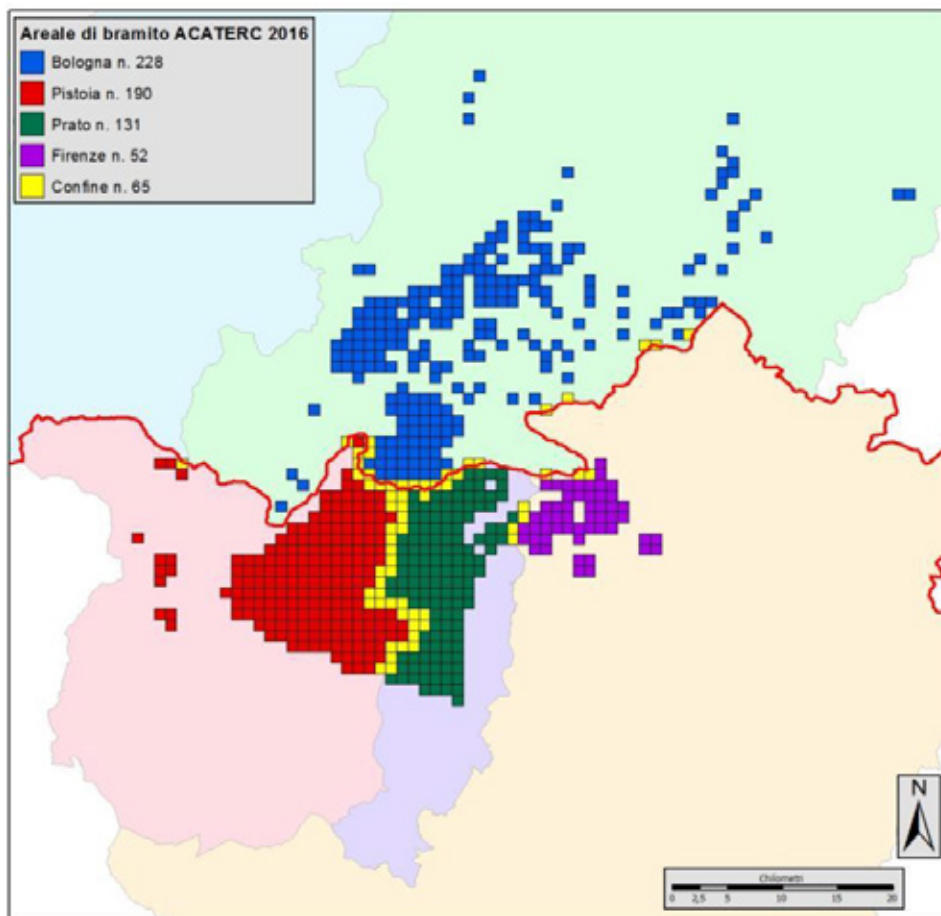 Areale di bramito ACATERC 2016
Bologna n. 228
Pistoia n. 190
Prato n. 131
Firenze n. 52
Confine n. 65
N
Chilometri
0 2,5 5 10 15 20